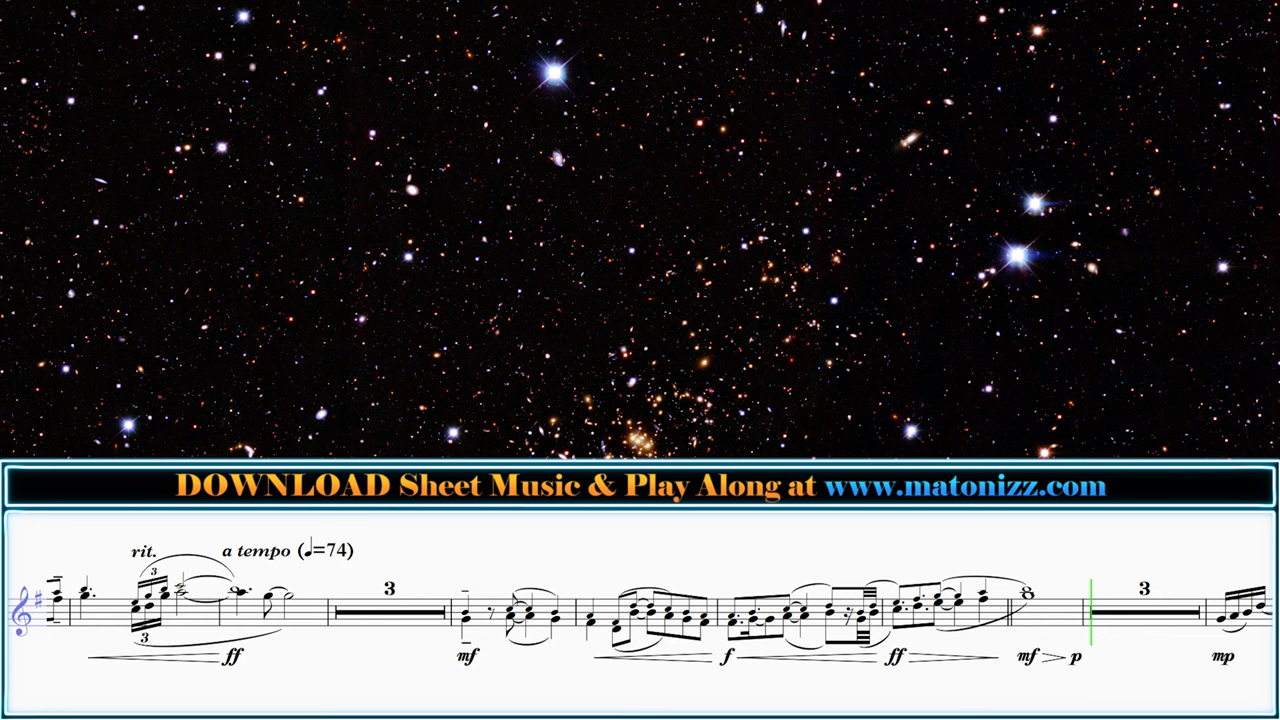 DOWNLOAD Sheet Music & Play Along at www.matonizz.com
rit. a tempo (♩=74)
3 3 3
3
ff mf f ff mf p mp